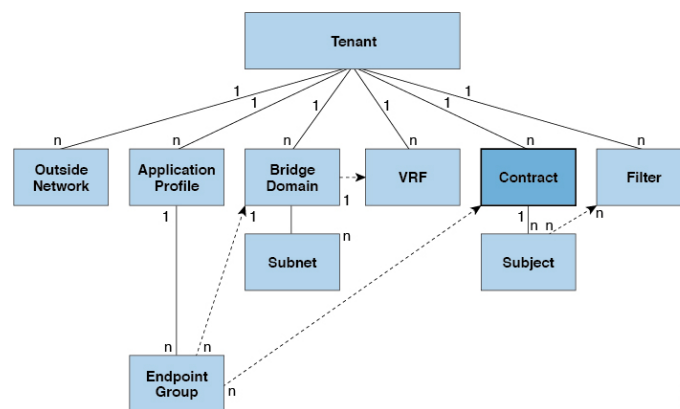 Tenant
1 1 1 1 1 1
n n n n n n
Outside
Network
Application
Profile
Bridge
Domain
VRF
Contract
Filter
1 1 1 1 n
n n n
Subnet
Subject
n n
n
Endpoint
Group